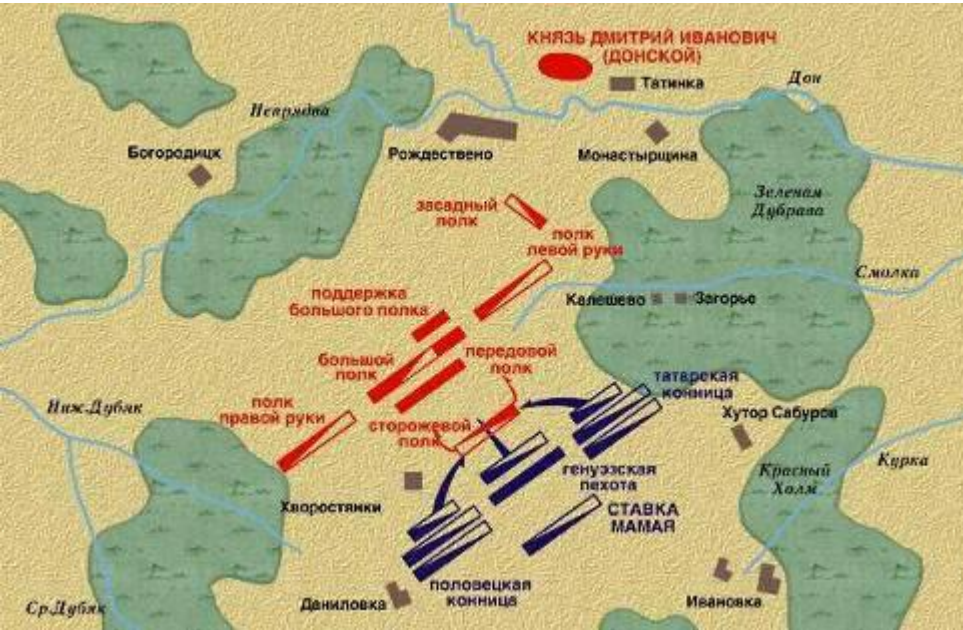 КНЯЗЬ ДМИТРИЙ ИВАНОВИЧ
(ДОНСКОЙ)
Татинка
Дон
Непрядва
Богородицк
Рождествено
Монастырщина
Зеленая
Дубрава
засадный
полк
полк
левой руки
Смолка
Калешево
Загорье
поддержка
большого полка
большой
полк
передовой
полк
татарская
конница
Ниж.Дубяк
полк
правой руки
сторожевой
полк
Хутор Сабуров
Курка
Красный
Холм
генуэзская
пехота
Хворостянки
СТАВКА
МАМАЯ
половецкая
конница
Даниловка
Ивановка
Ср.Дубяк